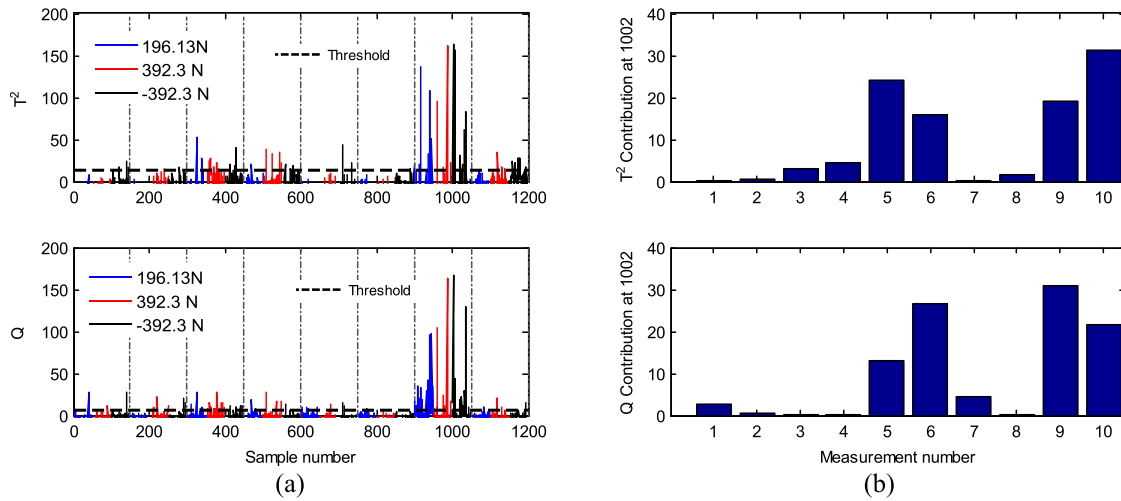 200
150
100
50
0
T²
196.13N
392.3 N
-392.3 N
Threshold
0 200 400 600 800 1000 1200
40
30
20
10
0
T² Contribution at 1002
1 2 3 4 5 6 7 8 9 10
200
150
100
50
0
Q
196.13N
392.3 N
-392.3 N
Threshold
0 200 400 600 800 1000 1200
Sample number
(a)
40
30
20
10
0
Q Contribution at 1002
1 2 3 4 5 6 7 8 9 10
Measurement number
(b)